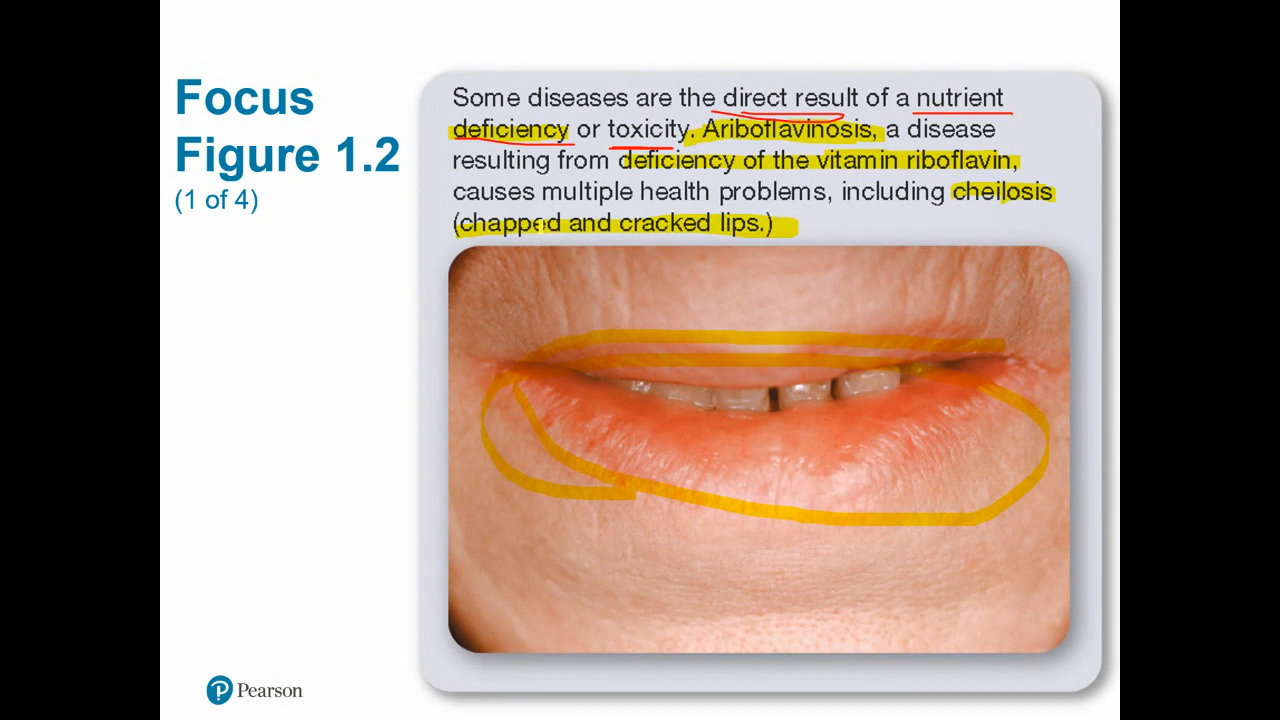 Focus
Figure 1.2
(1 of 4)
Some diseases are the direct result of a nutrient
deficiency or toxicity. Ariboflavinosis, a disease
resulting from deficiency of the vitamin riboflavin,
causes multiple health problems, including cheilosis
(chapped and cracked lips.)
Pearson